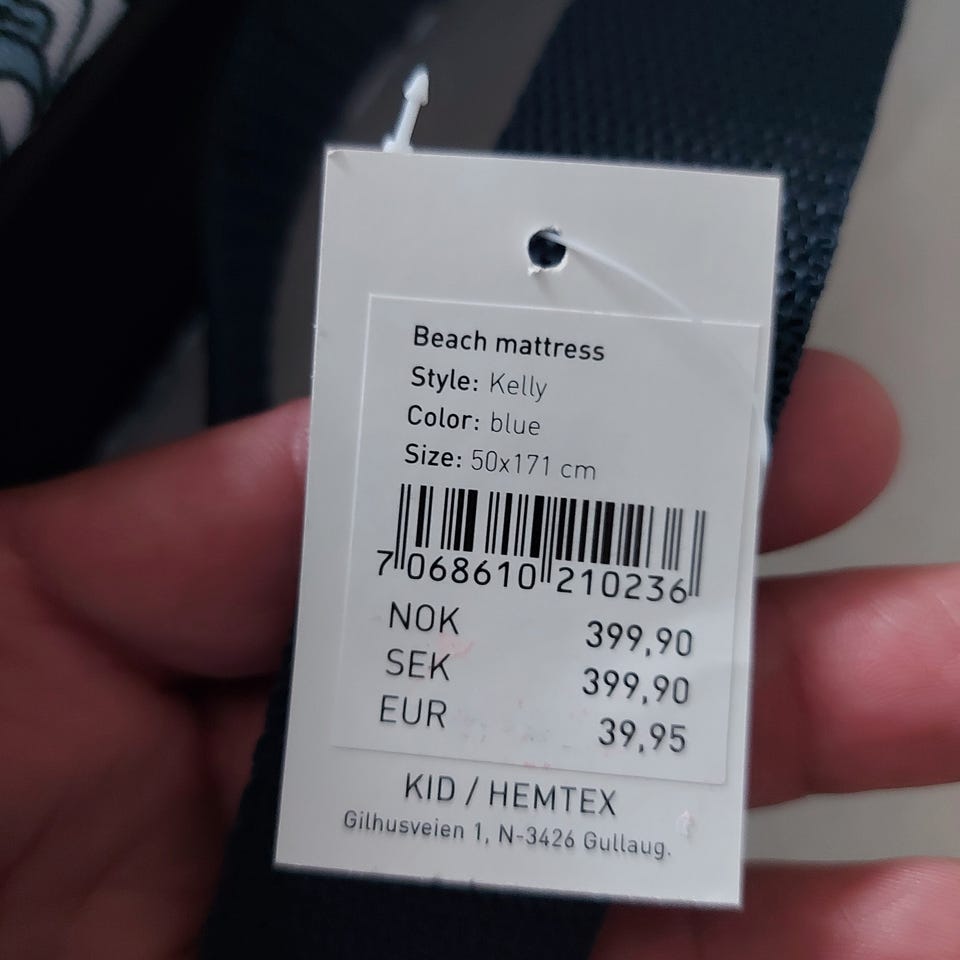 Beach mattress
Style: Kelly
Color: blue
Size: 50x171 cm
7 068610 210236
NOK 399,90
SEK 399,90
EUR 39,95
KID / HEMTEX
Gilhusveien 1, N-3426 Gullaug.